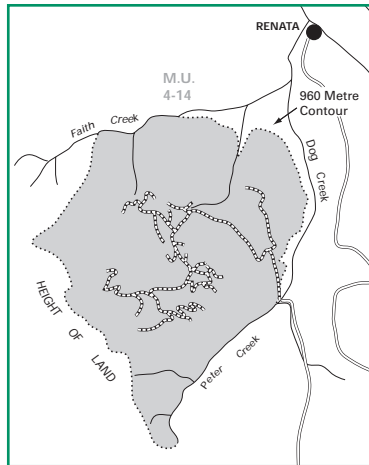 RENATA
M.U.
4-14
960 Metre
Contour
Faith Creek
Dog
Creek
HEIGHT OF
LAND
Peter Creek